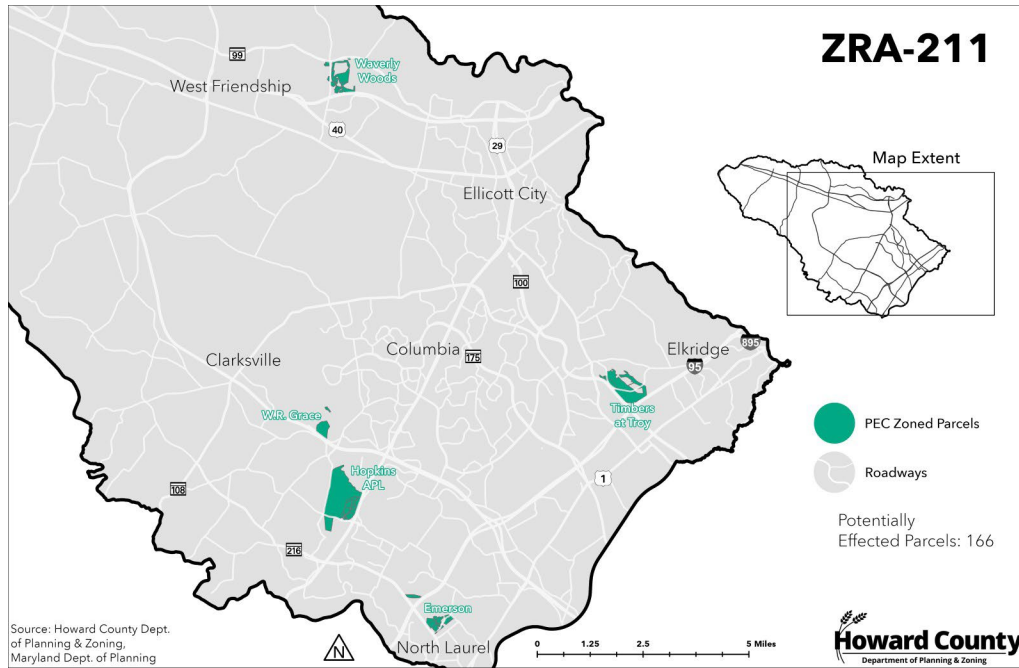 ZRA-211
99
Waverly
Woods
West Friendship
40
29
Ellicott City
Map Extent
100
Clarksville
Columbia
175
Elkridge
895
95
W.R. Grace
Timbers
at Troy
PEC Zoned Parcels
Hopkins
APL
Roadways
108
1
Potentially
Effected Parcels: 166
216
Emerson
North Laurel
Source: Howard County Dept.
of Planning & Zoning,
Maryland Dept. of Planning
N
0 1.25 2.5 5 Miles
Howard County
Department of Planning & Zoning